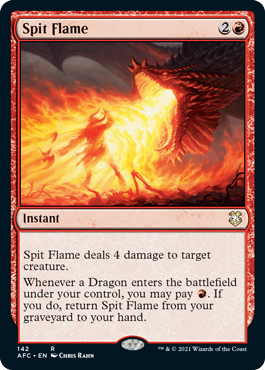 Spit Flame 2
Instant
Spit Flame deals 4 damage to target
creature.
Whenever a Dragon enters the battlefield
under your control, you may pay . If
you do, return Spit Flame from your
graveyard to your hand.
142 R
AFC • EN Chris Rahn ™ & © 2021 Wizards of the Coast